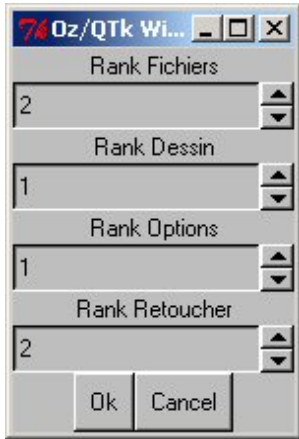 Oz/QTk Wi...
Rank Fichiers
2
Rank Dessin
1
Rank Options
1
Rank Retoucher
2
Ok Cancel